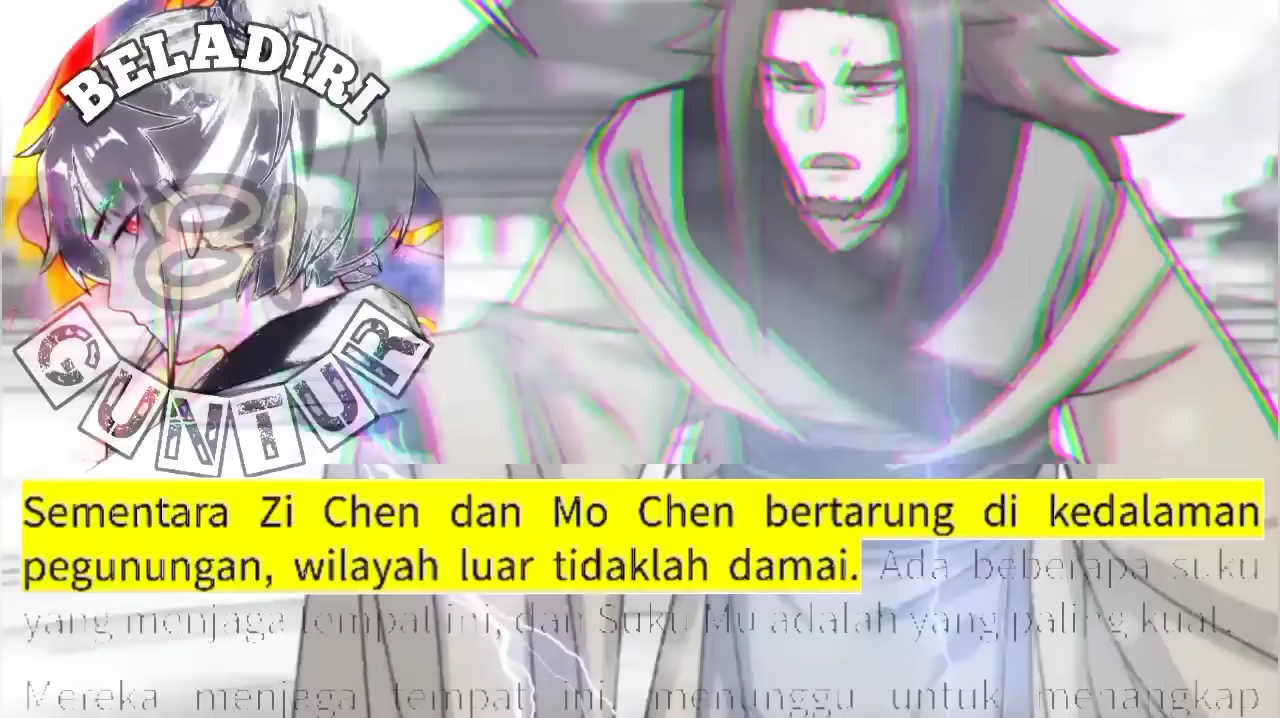 BELADIRI
GUNTUR
Sementara Zi Chen dan Mo Chen bertarung di kedalaman
pegunungan, wilayah luar tidaklah damai. Ada beberapa suku
yang menjaga tempat ini, dan Suku Mu adalah yang paling kuat.
Mereka menjaga tempat ini, menunggu untuk menangkap